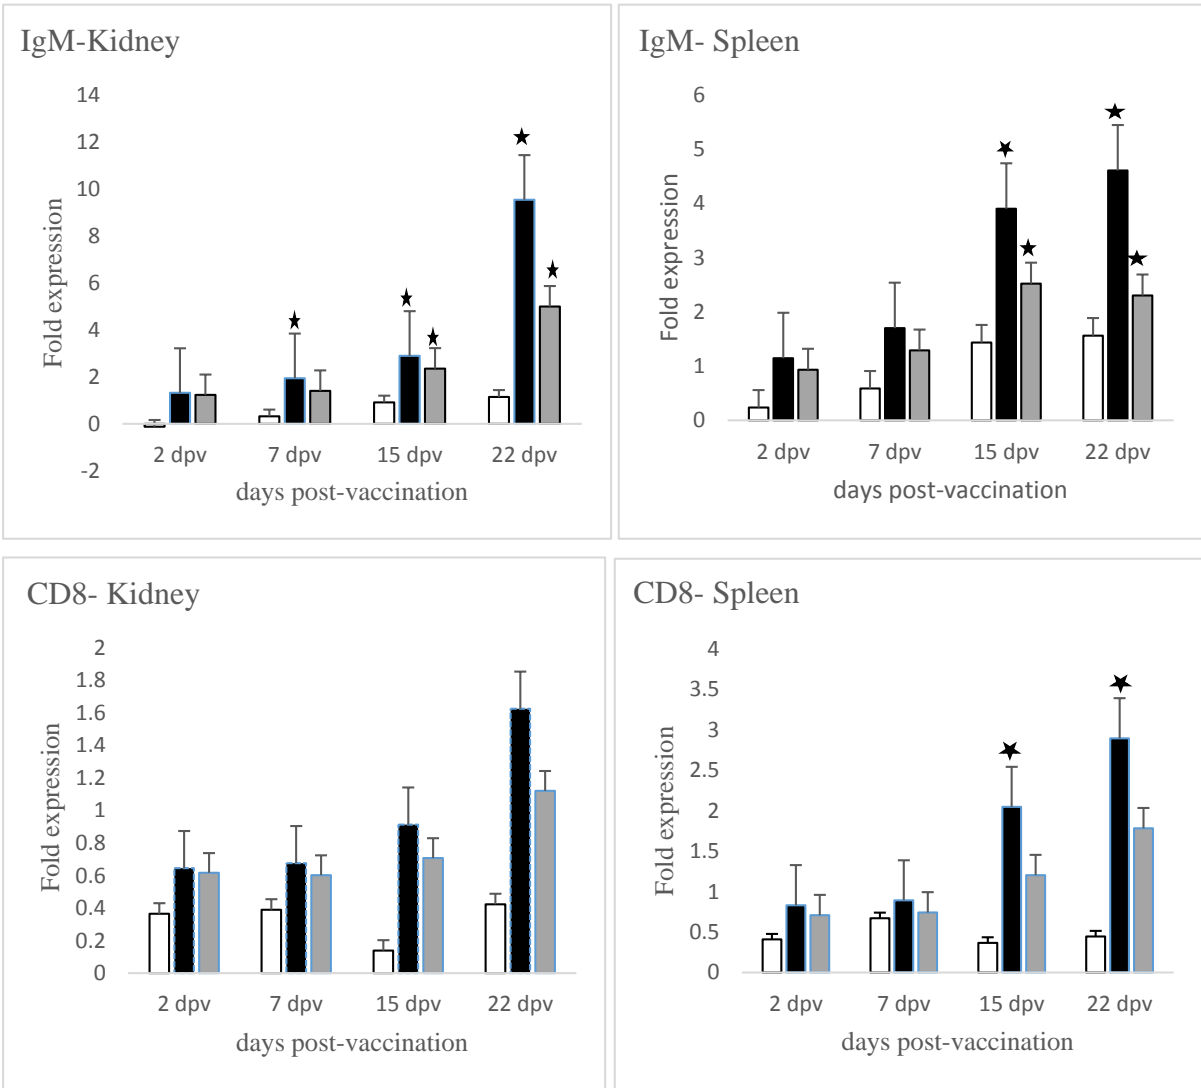 IgM-Kidney
14
12
10
8
6
4
2
0
-2
Fold expression
2 dpv 7 dpv 15 dpv 22 dpv
days post-vaccination
IgM- Spleen
6
5
4
3
2
1
0
Fold expression
2 dpv 7 dpv 15 dpv 22 dpv
days post-vaccination
CD8- Kidney
2
1.8
1.6
1.4
1.2
1
0.8
0.6
0.4
0.2
0
Fold expression
2 dpv 7 dpv 15 dpv 22 dpv
days post-vaccination
CD8- Spleen
4
3.5
3
2.5
2
1.5
1
0.5
0
Fold expression
2 dpv 7 dpv 15 dpv 22 dpv
days post-vaccination